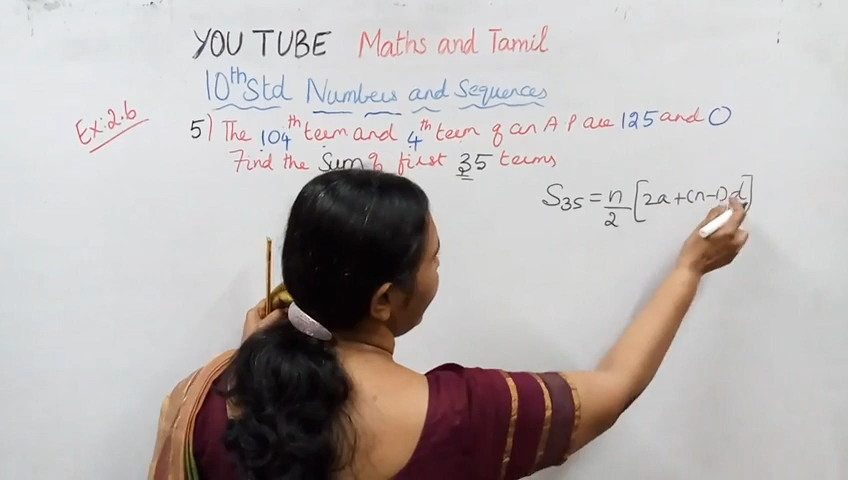 YOU TUBE Maths and Tamil
10th Std Numbers and Sequences
Ex:2.6
5) The 104th term and 4th term of an A.P are 125 and 0
Find the Sum of first 35 terms
S35 = n/2 [2a+(n-1)d]